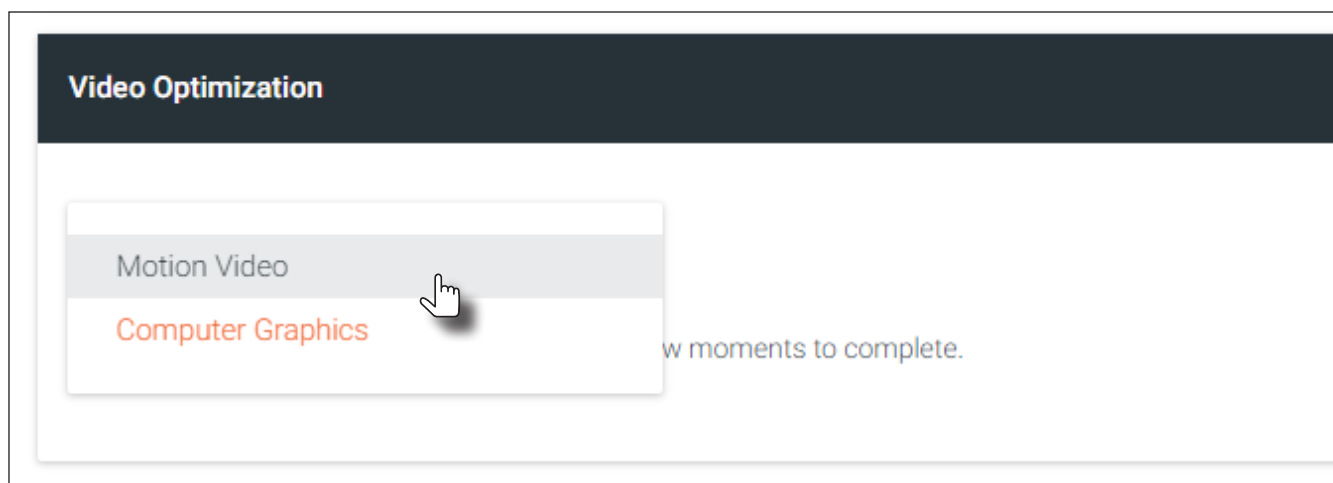 Video Optimization
Motion Video
Computer Graphics
w moments to complete.